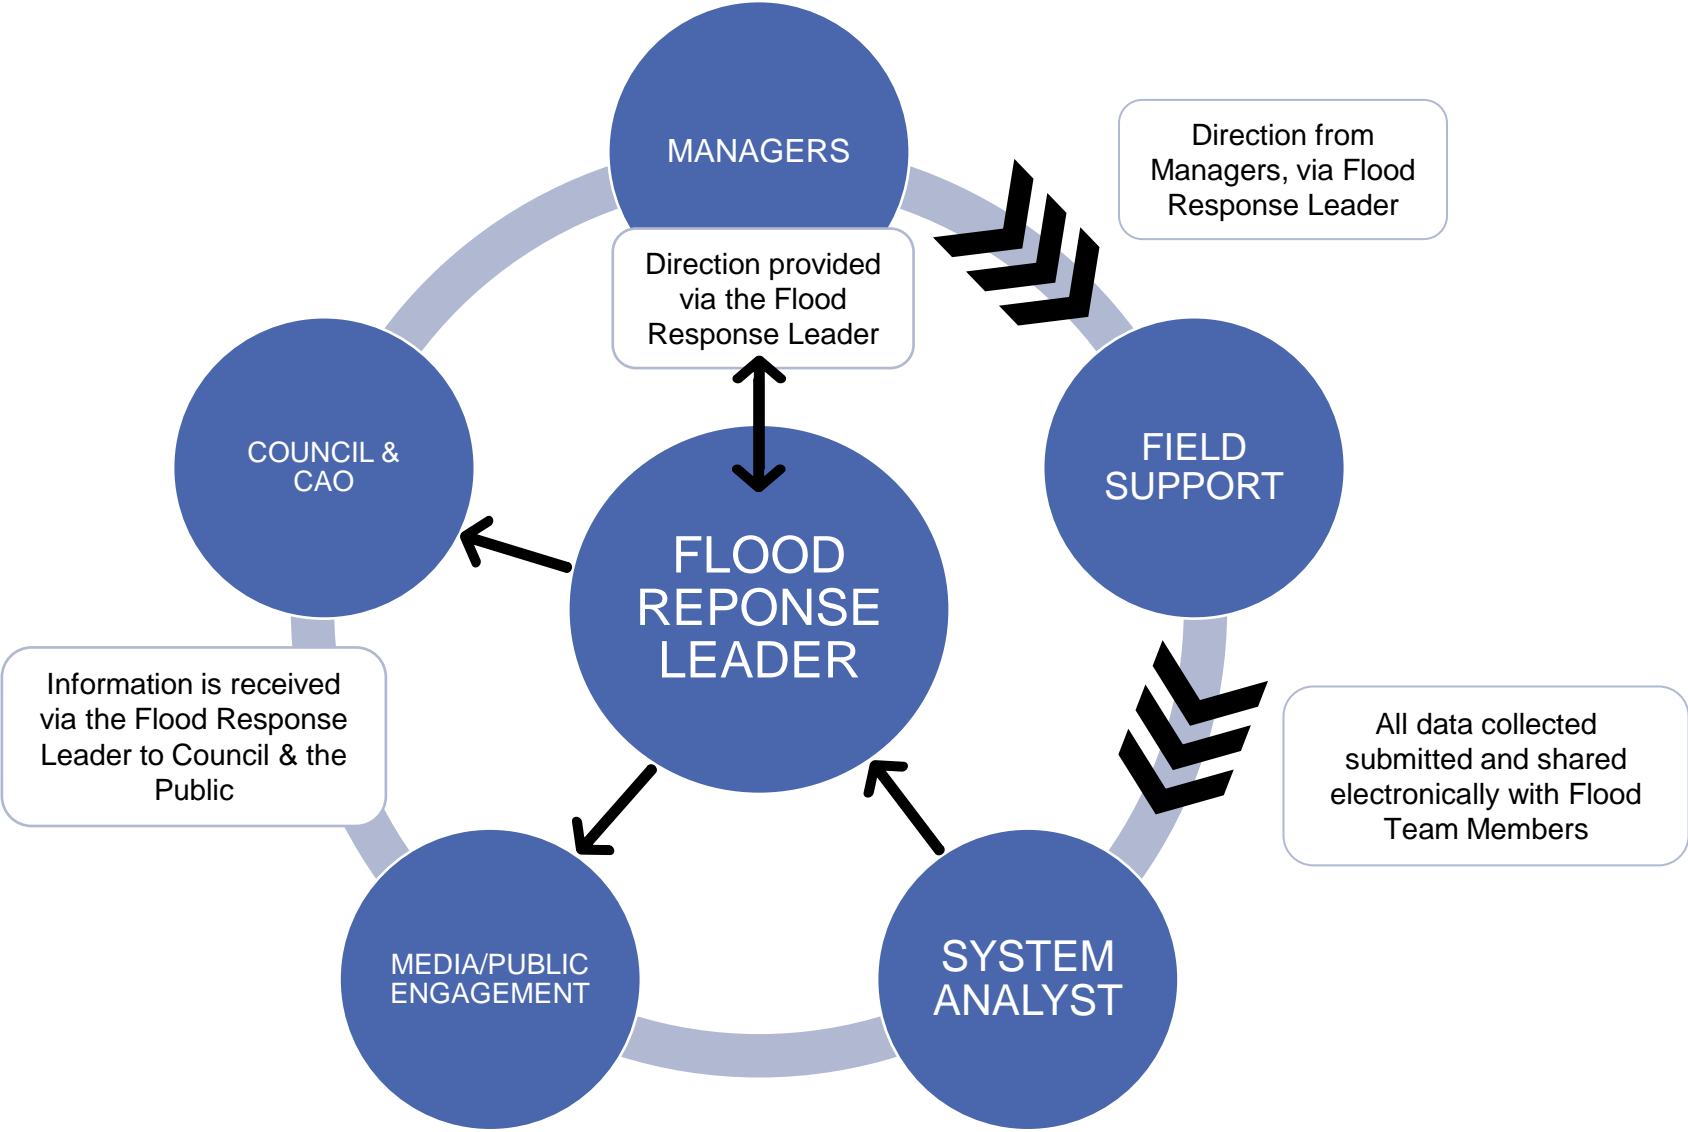 MANAGERS
Direction from
Managers, via Flood
Response Leader
Direction provided
via the Flood
Response Leader
COUNCIL &
CAO
FIELD
SUPPORT
FLOOD
REPONSE
LEADER
Information is received
via the Flood Response
Leader to Council & the
Public
All data collected
submitted and shared
electronically with Flood
Team Members
MEDIA/PUBLIC
ENGAGEMENT
SYSTEM
ANALYST